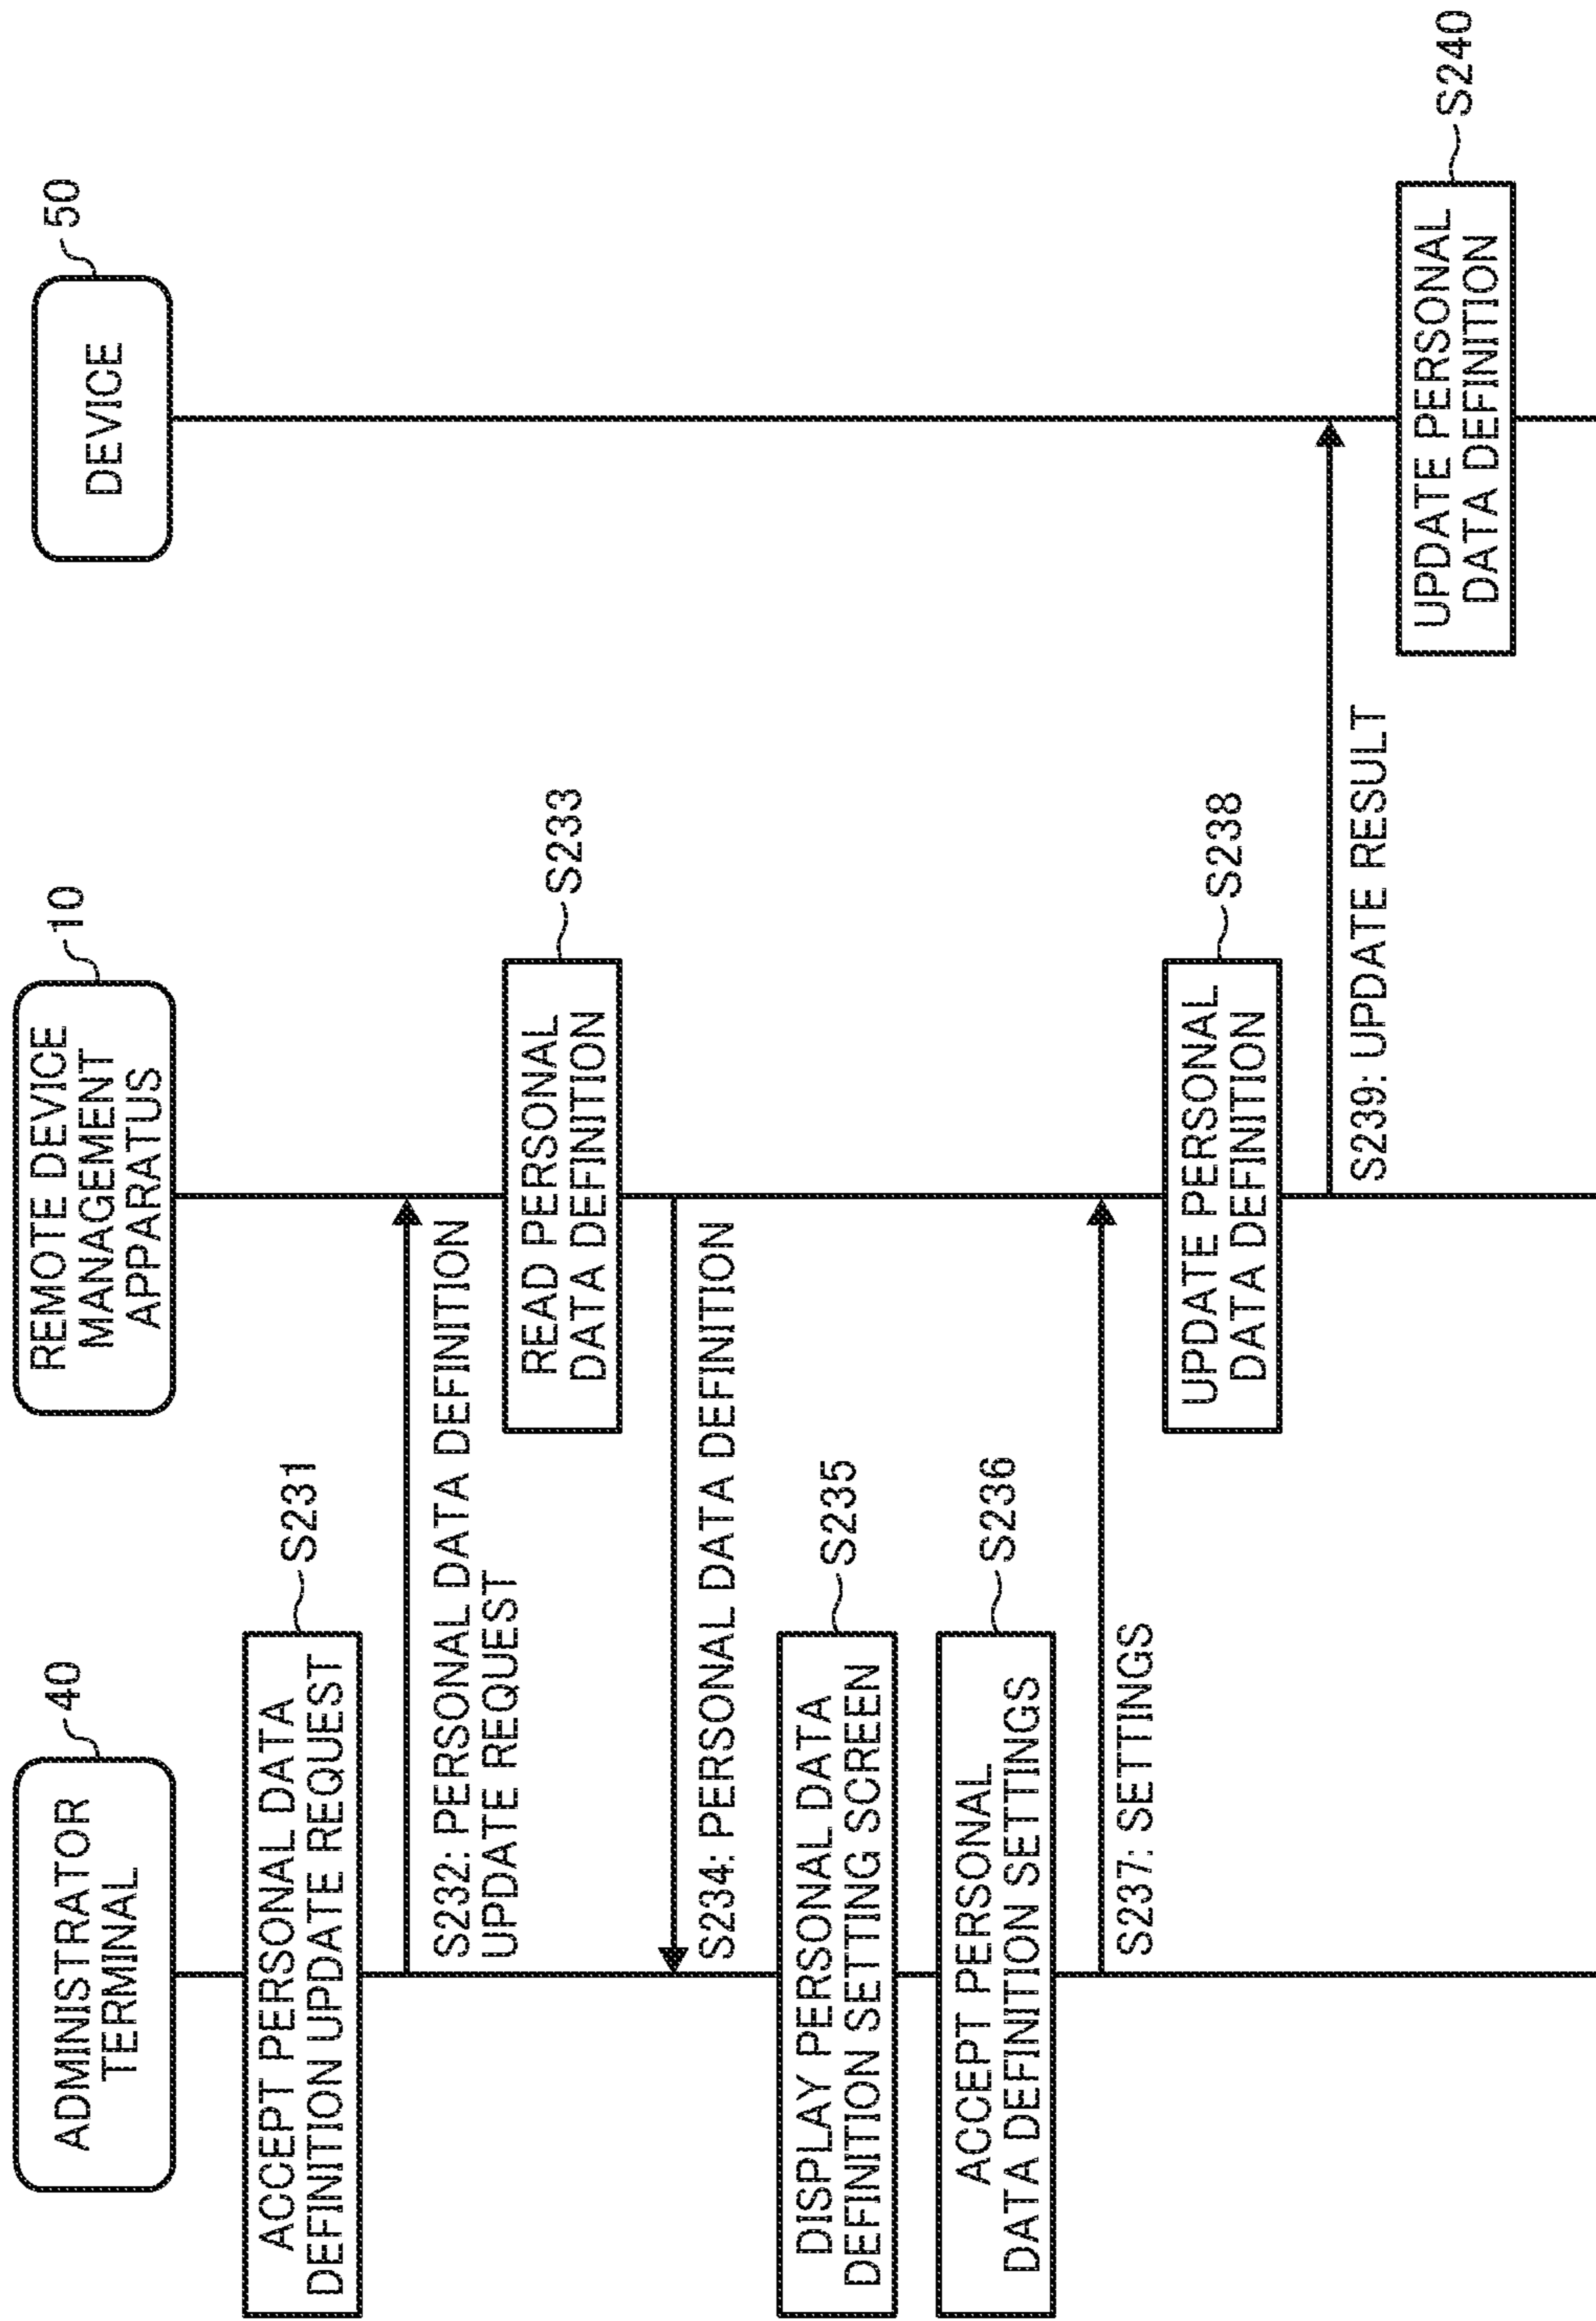 ADMINISTRATOR
TERMINAL
40
REMOTE DEVICE
MANAGEMENT
APPARATUS
10
DEVICE
50
ACCEPT PERSONAL DATA
DEFINITION UPDATE REQUEST
S231
S232: PERSONAL DATA DEFINITION
UPDATE REQUEST
READ PERSONAL
DATA DEFINITION
S233
S234: PERSONAL DATA DEFINITION
DISPLAY PERSONAL DATA
DEFINITION SETTING SCREEN
S235
ACCEPT PERSONAL
DATA DEFINITION SETTINGS
S236
S237: SETTINGS
UPDATE PERSONAL
DATA DEFINITION
S238
S239: UPDATE RESULT
UPDATE PERSONAL
DATA DEFINITION
S240